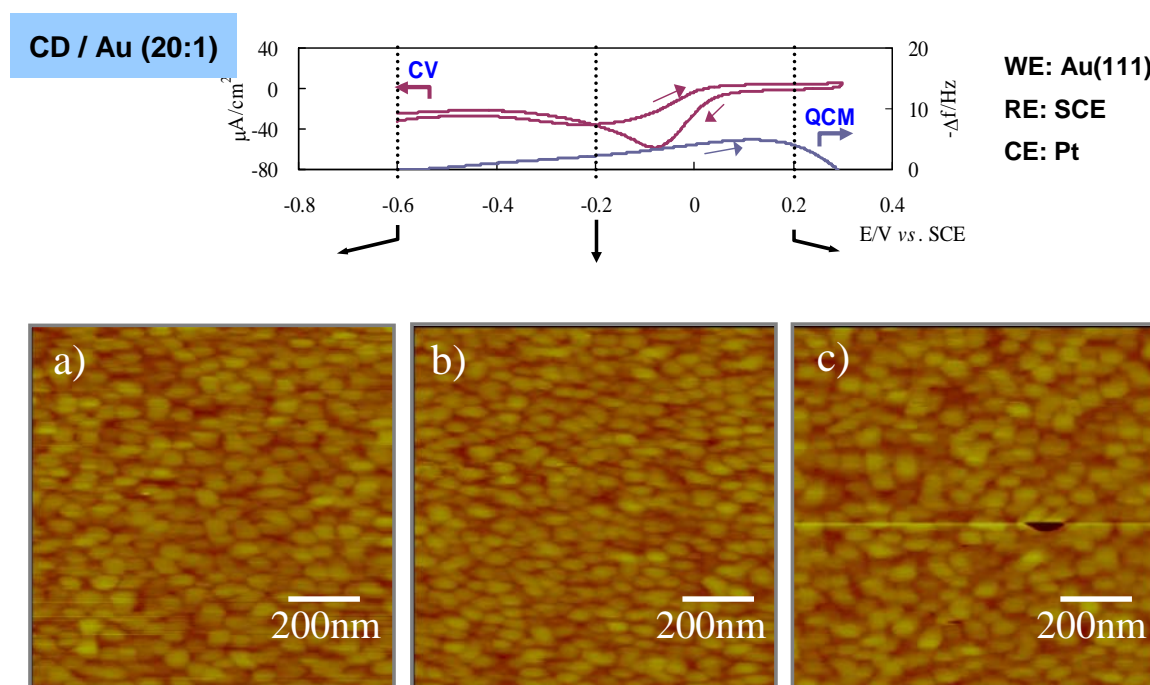 CD / Au (20:1)
40
0
-40
-80
μA/cm²
CV
QCM
20
10
0
-Δf/Hz
-0.8 -0.6 -0.4 -0.2 0 0.2 0.4
E/V vs. SCE
WE: Au(111)
RE: SCE
CE: Pt
a)
b)
c)
200nm
200nm
200nm